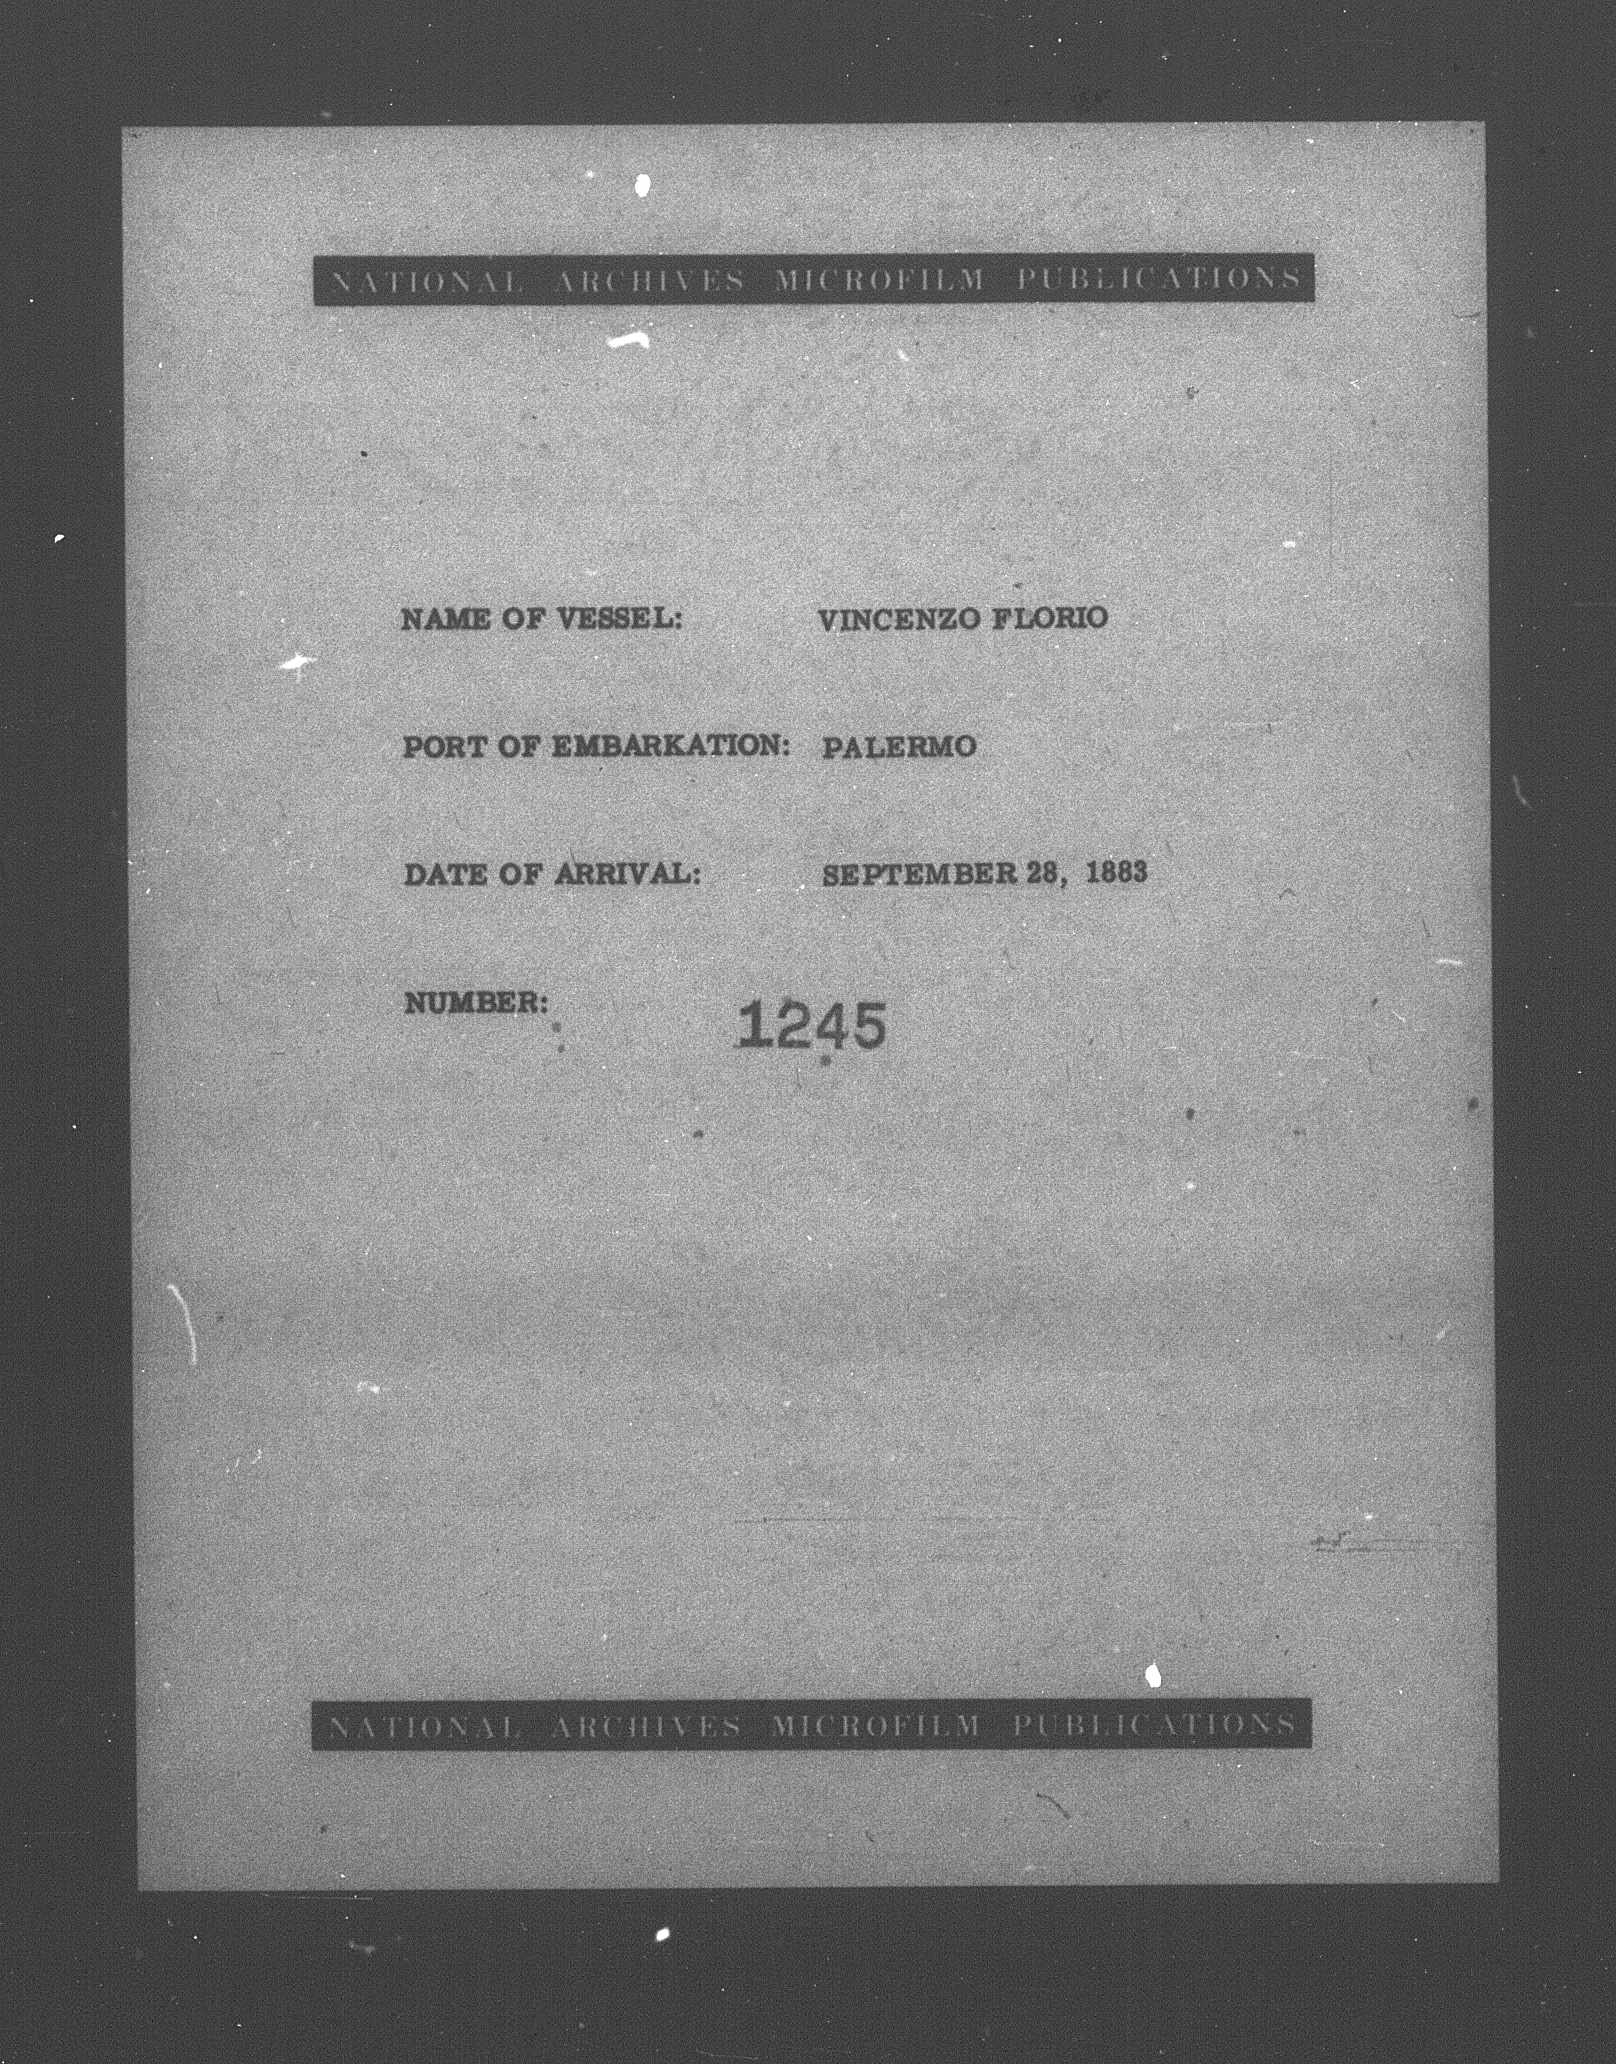 NATIONAL ARCHIVES MICROFILM PUBLICATIONS
NAME OF VESSEL: VINCENZO FLORIO
PORT OF EMBARKATION: PALERMO
DATE OF ARRIVAL: SEPTEMBER 28, 1883
NUMBER: 1245
NATIONAL ARCHIVES MICROFILM PUBLICATIONS